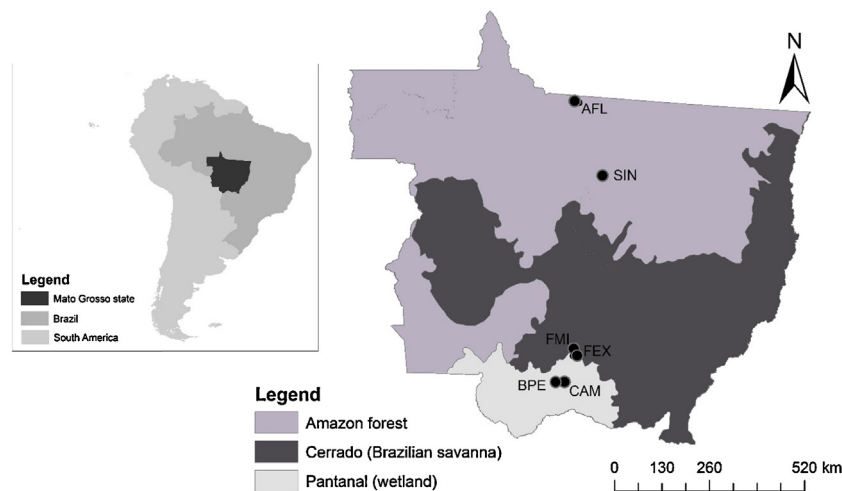 N
AFL
SIN
FMI
FEX
BPE
CAM
Legend
Mato Grosso state
Brazil
South America
Legend
Amazon forest
Cerrado (Brazilian savanna)
Pantanal (wetland)
0 130 260 520 km